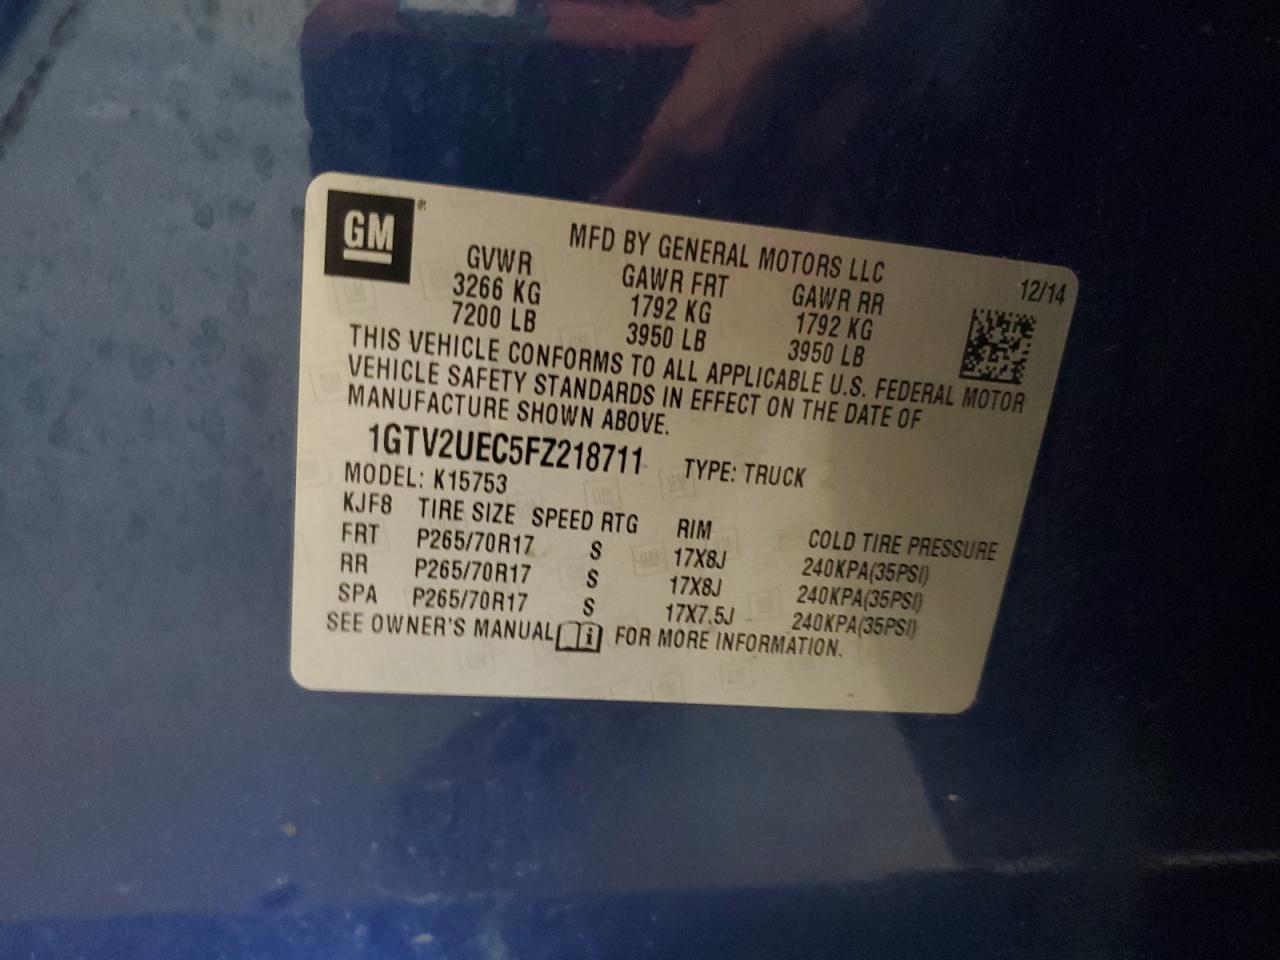 GM®
MFD BY GENERAL MOTORS LLC
12/14
GVWR GAWR FRT GAWR RR
3266 KG 1792 KG 1792 KG
7200 LB 3950 LB 3950 LB
THIS VEHICLE CONFORMS TO ALL APPLICABLE U.S. FEDERAL MOTOR
VEHICLE SAFETY STANDARDS IN EFFECT ON THE DATE OF
MANUFACTURE SHOWN ABOVE.
1GTV2UEC5FZ218711 TYPE: TRUCK
MODEL: K15753
KJF8 TIRE SIZE SPEED RTG RIM COLD TIRE PRESSURE
FRT P265/70R17 S 17X8J 240KPA(35PSI)
RR P265/70R17 S 17X8J 240KPA(35PSI)
SPA P265/70R17 S 17X7.5J 240KPA(35PSI)
SEE OWNER'S MANUAL i FOR MORE INFORMATION.